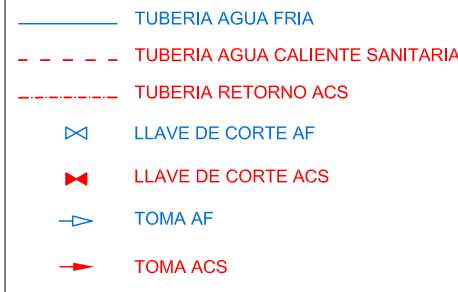 TUBERIA AGUA FRIA
TUBERIA AGUA CALIENTE SANITARIA
TUBERIA RETORNO ACS
LLAVE DE CORTE AF
LLAVE DE CORTE ACS
TOMA AF
TOMA ACS